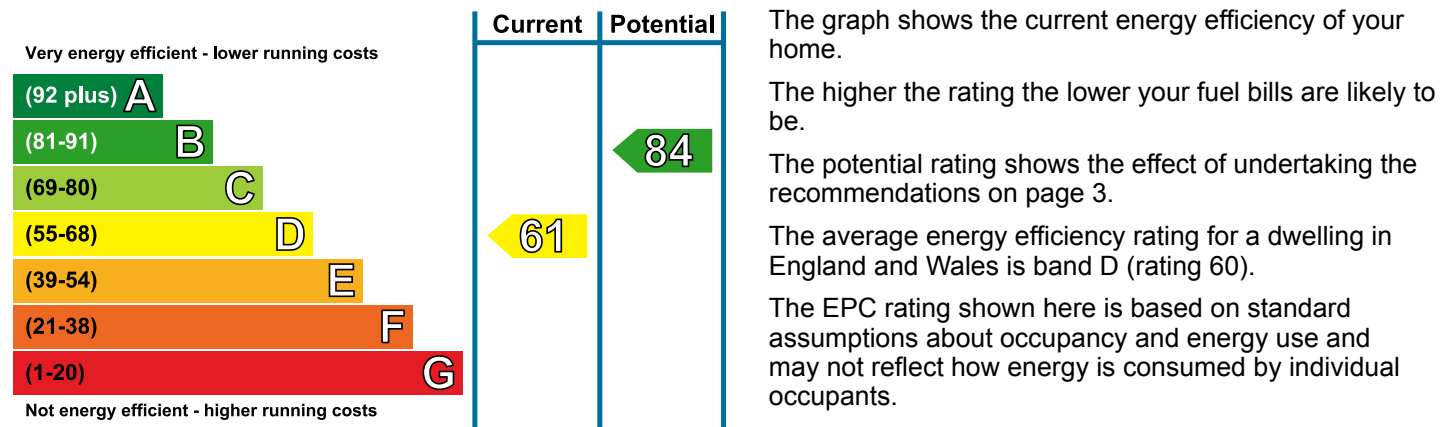 Current Potential
Very energy efficient - lower running costs
(92 plus) A
(81-91) B
84
(69-80) C
(55-68) D
61
(39-54) E
(21-38) F
(1-20) G
Not energy efficient - higher running costs
The graph shows the current energy efficiency of your
home.
The higher the rating the lower your fuel bills are likely to
be.
The potential rating shows the effect of undertaking the
recommendations on page 3.
The average energy efficiency rating for a dwelling in
England and Wales is band D (rating 60).
The EPC rating shown here is based on standard
assumptions about occupancy and energy use and
may not reflect how energy is consumed by individual
occupants.